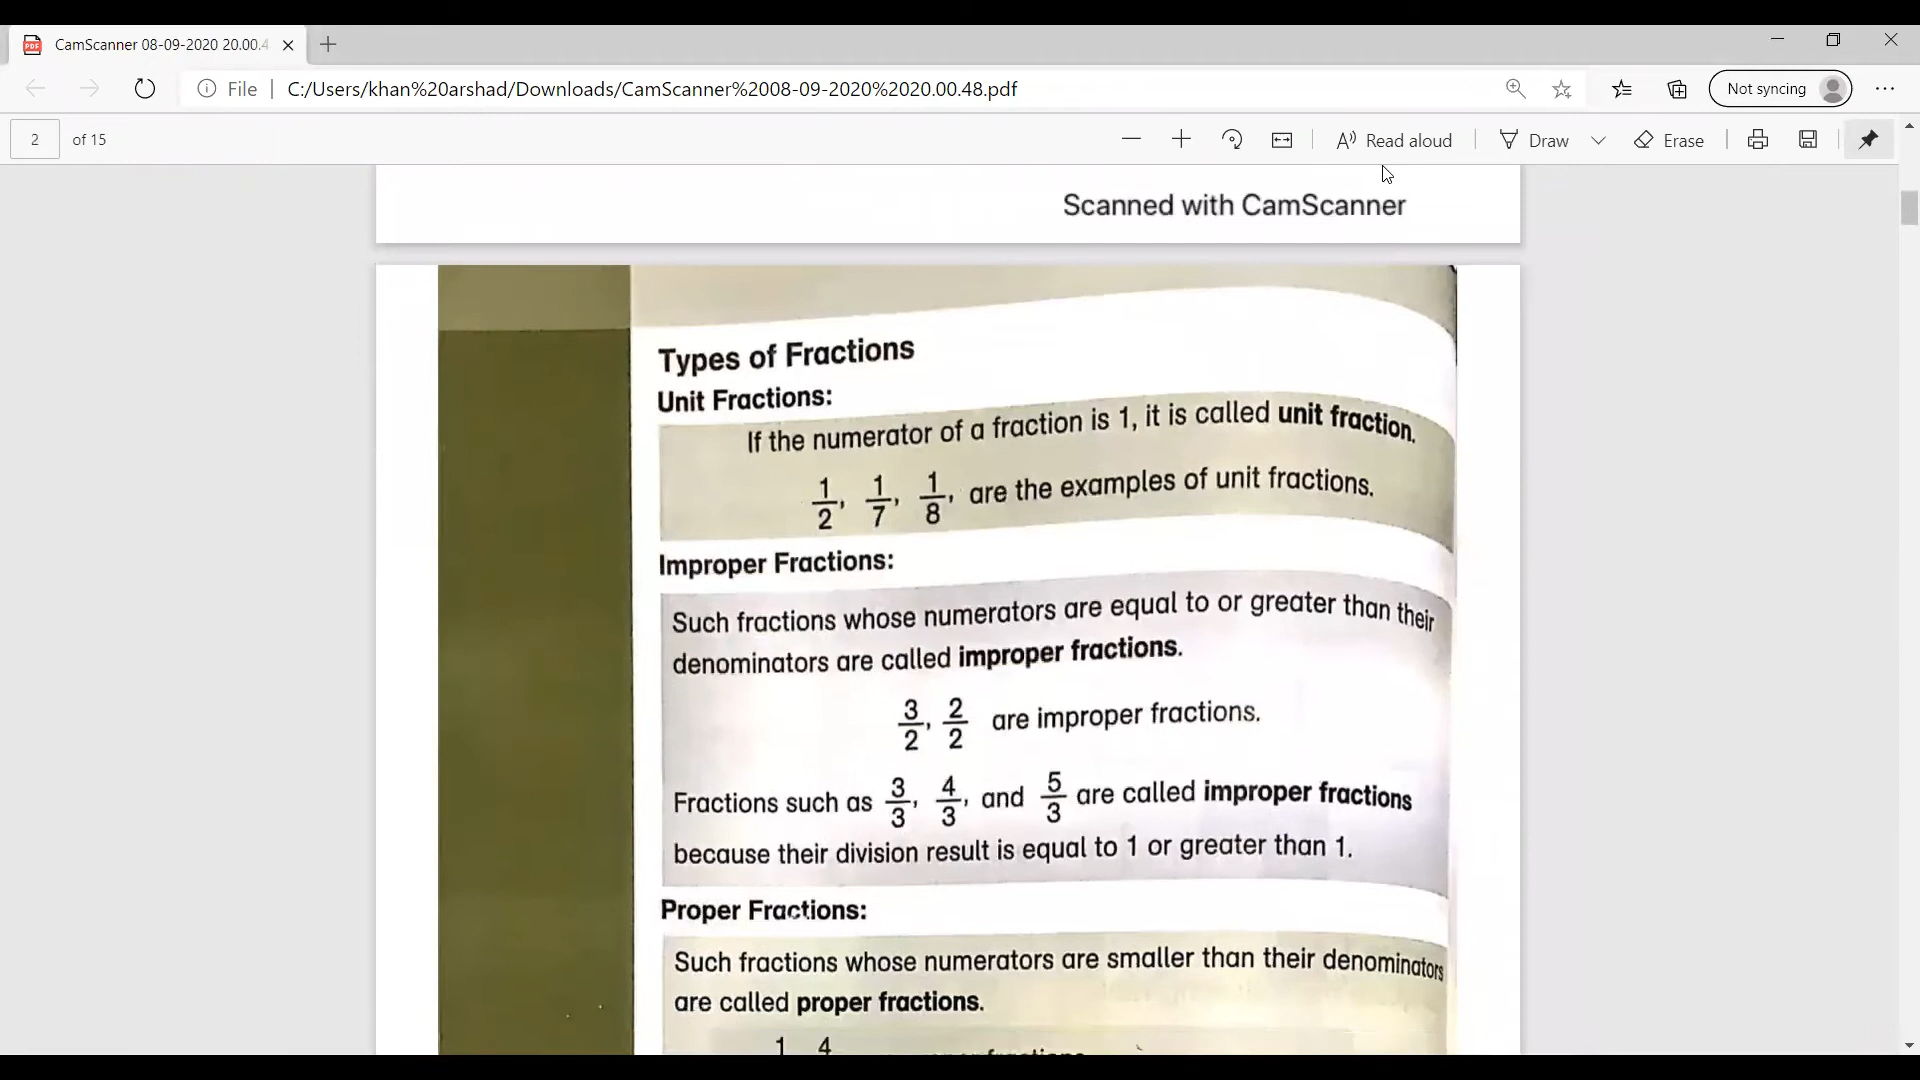 CamScanner 08-09-2020 20.00.4
File C:/Users/khan%20arshad/Downloads/CamScanner%2008-09-2020%2020.00.48.pdf Not syncing
2 of 15 Read aloud Draw Erase
Scanned with CamScanner
Types of Fractions
Unit Fractions:
If the numerator of a fraction is 1, it is called unit fraction.
1/2, 1/7, 1/8, are the examples of unit fractions.
Improper Fractions:
Such fractions whose numerators are equal to or greater than their
denominators are called improper fractions.
3/2, 2/2 are improper fractions.
Fractions such as 3/3, 4/3, and 5/3 are called improper fractions
because their division result is equal to 1 or greater than 1.
Proper Fractions:
Such fractions whose numerators are smaller than their denominators
are called proper fractions.
1 4